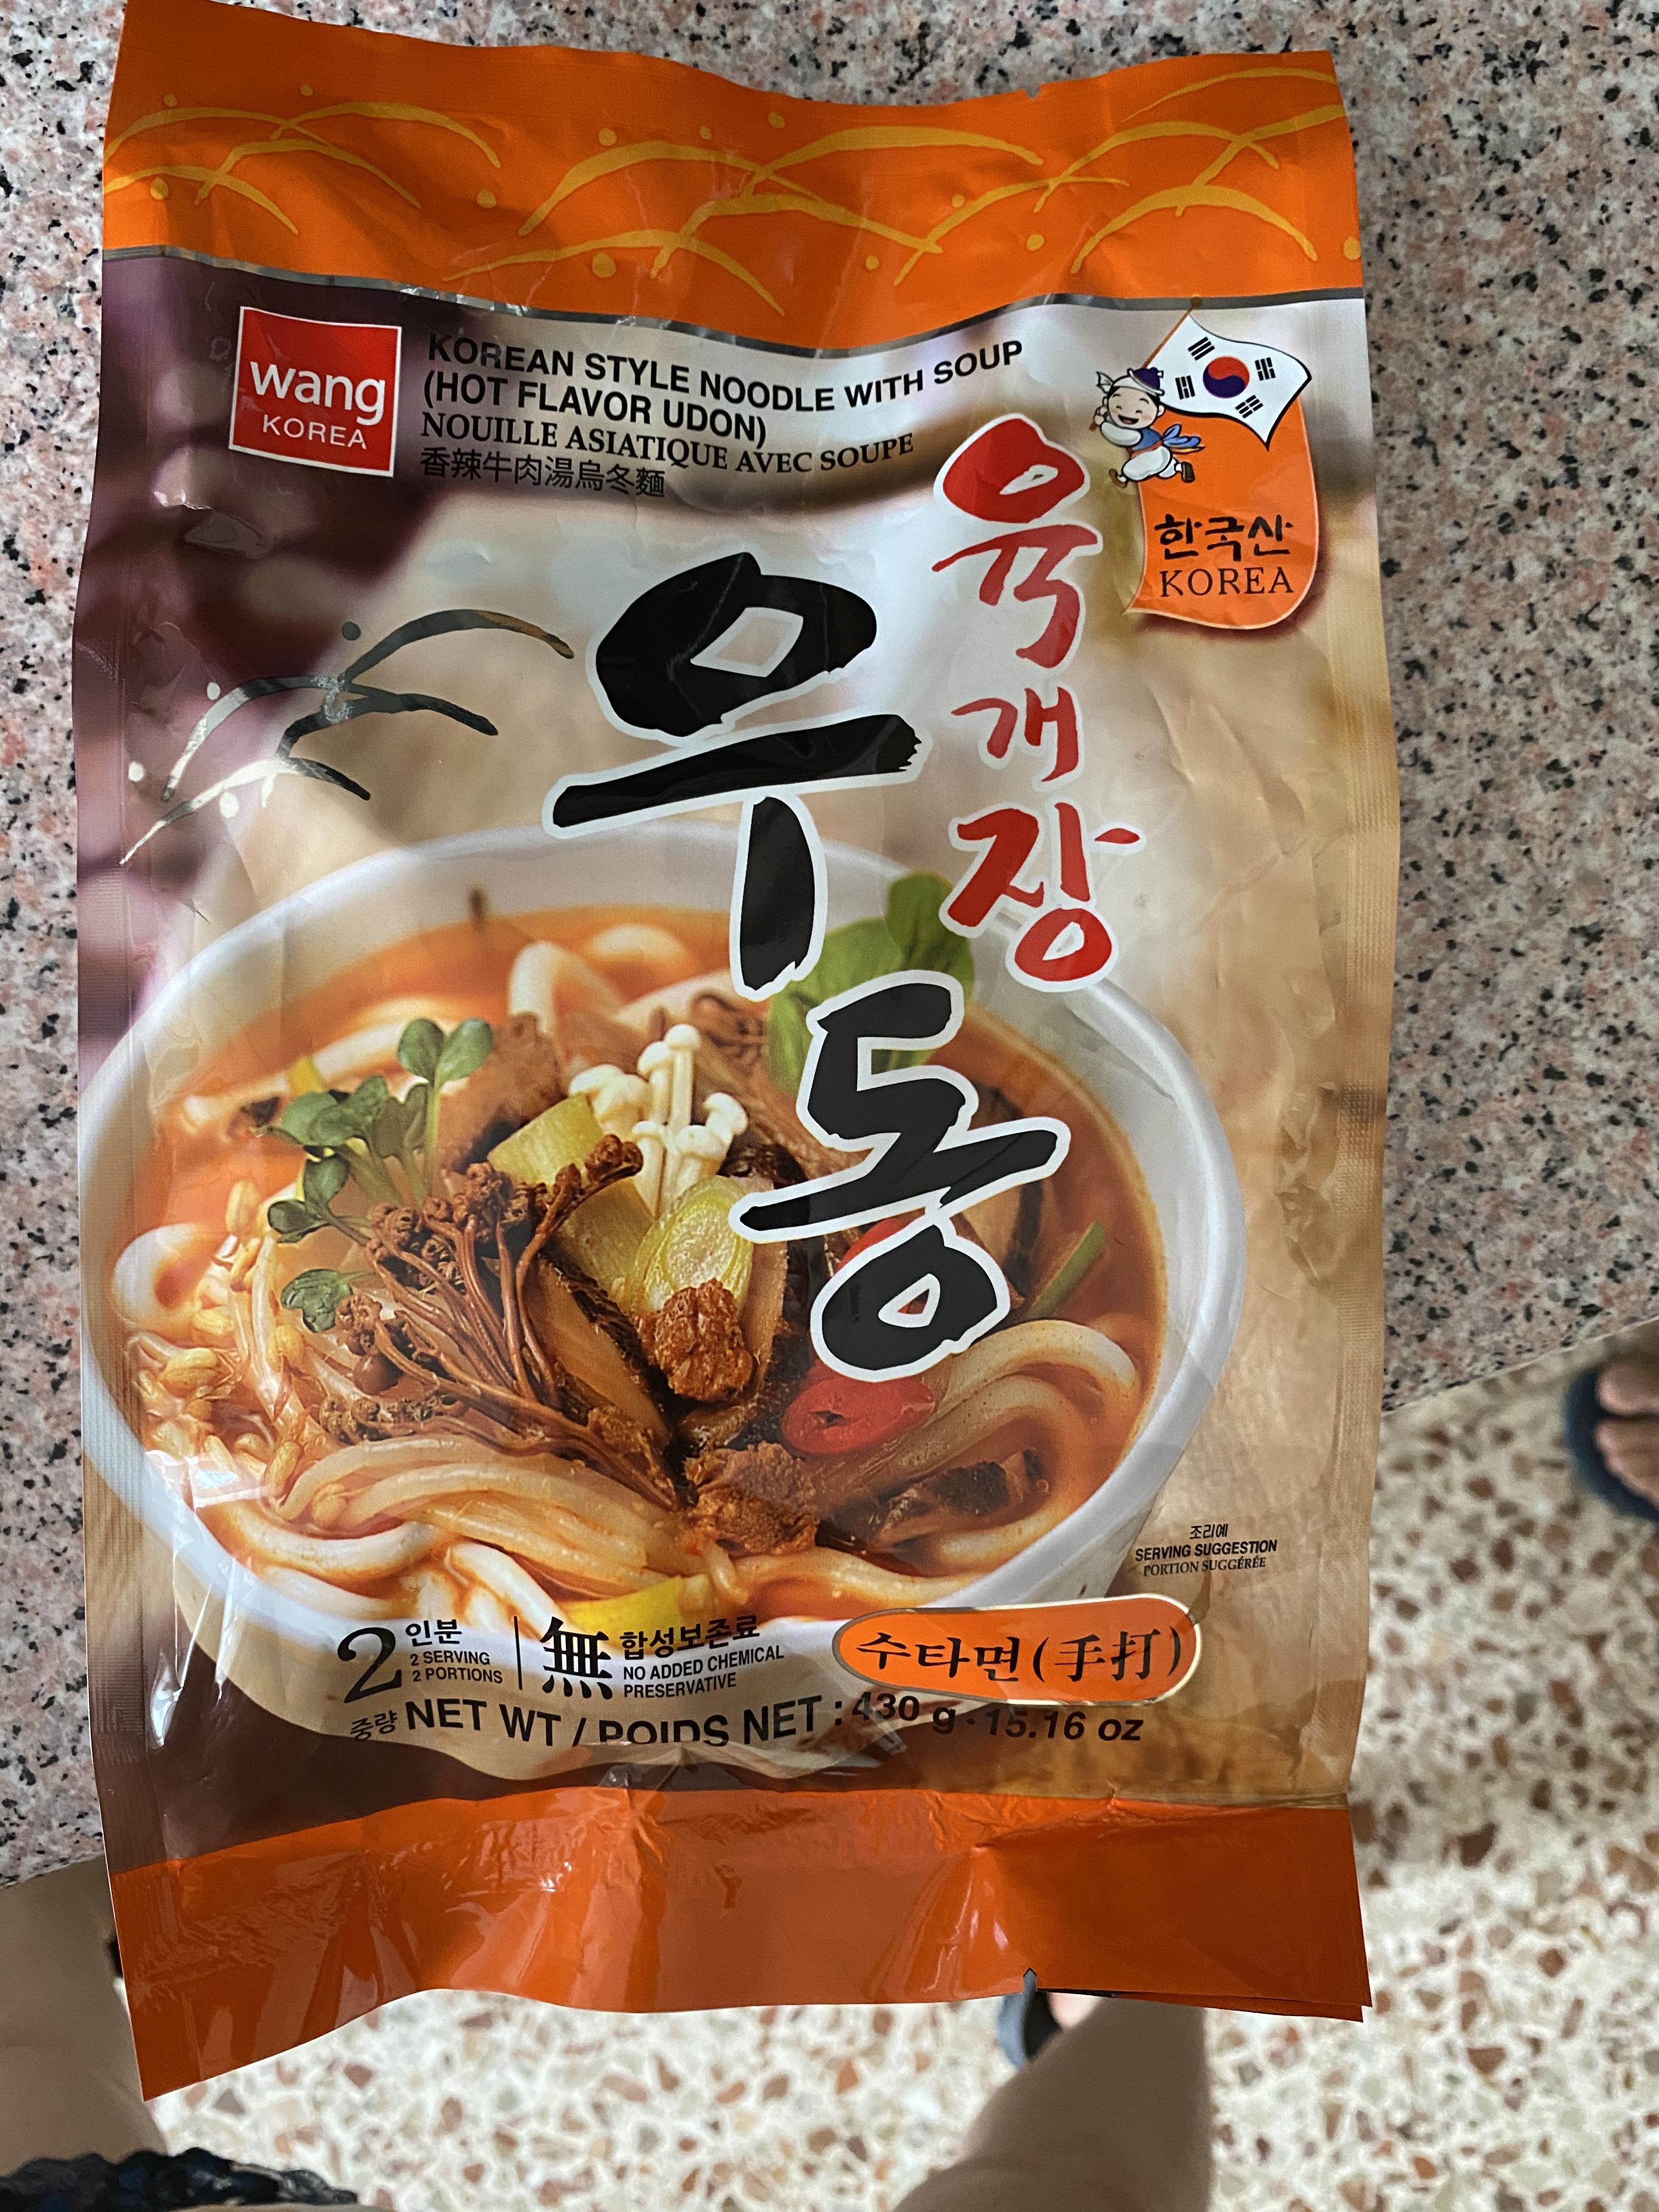 wang
KOREA
KOREAN STYLE NOODLE WITH SOUP
(HOT FLAVOR UDON)
NOUILLE ASIATIQUE AVEC SOUPE
香辣牛肉湯烏冬麵
한국산
KOREA
육개장
우동
조리예
SERVING SUGGESTION
PORTION SUGGÉRÉE
2 인분
2 SERVING
2 PORTIONS
無 합성보존료
NO ADDED CHEMICAL
PRESERVATIVE
수타면(手打)
중량 NET WT / POIDS NET : 430 g · 15.16 oz